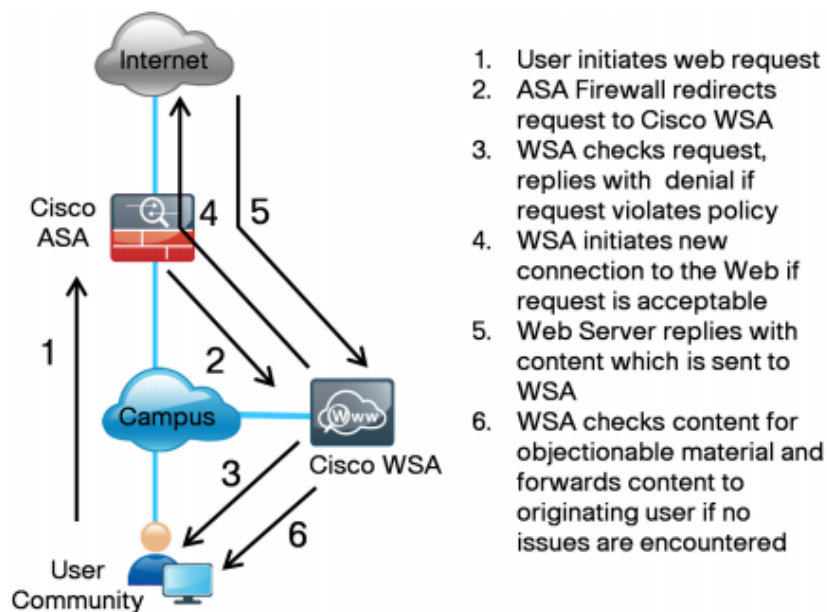 Internet
Cisco
ASA
4
5
1
2
Campus
Www
Cisco WSA
3
6
User
Community
1. User initiates web request
2. ASA Firewall redirects
request to Cisco WSA
3. WSA checks request,
replies with denial if
request violates policy
4. WSA initiates new
connection to the Web if
request is acceptable
5. Web Server replies with
content which is sent to
WSA
6. WSA checks content for
objectionable material and
forwards content to
originating user if no
issues are encountered